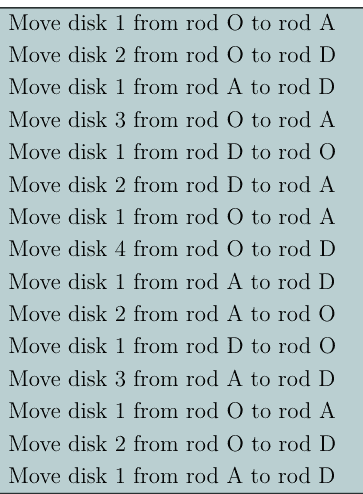 Move disk 1 from rod O to rod A
Move disk 2 from rod O to rod D
Move disk 1 from rod A to rod D
Move disk 3 from rod O to rod A
Move disk 1 from rod D to rod O
Move disk 2 from rod D to rod A
Move disk 1 from rod O to rod A
Move disk 4 from rod O to rod D
Move disk 1 from rod A to rod D
Move disk 2 from rod A to rod O
Move disk 1 from rod D to rod O
Move disk 3 from rod A to rod D
Move disk 1 from rod O to rod A
Move disk 2 from rod O to rod D
Move disk 1 from rod A to rod D